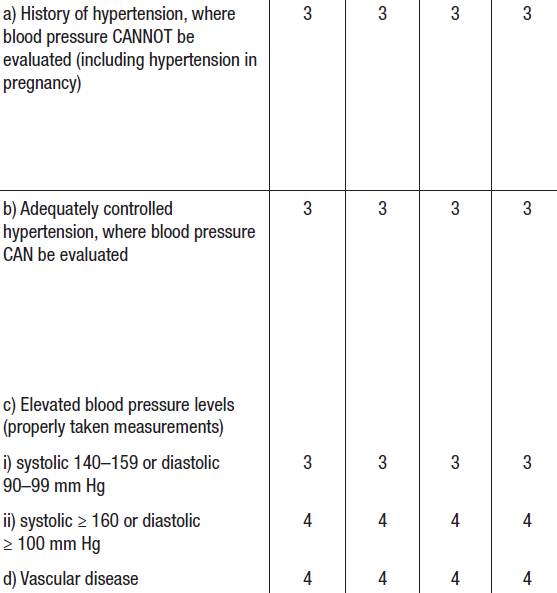 a) History of hypertension, where 3 3 3 3
blood pressure CANNOT be
evaluated (including hypertension in
pregnancy)
b) Adequately controlled 3 3 3 3
hypertension, where blood pressure
CAN be evaluated
c) Elevated blood pressure levels
(properly taken measurements)
i) systolic 140–159 or diastolic 3 3 3 3
90–99 mm Hg
ii) systolic ≥ 160 or diastolic 4 4 4 4
≥ 100 mm Hg
d) Vascular disease 4 4 4 4